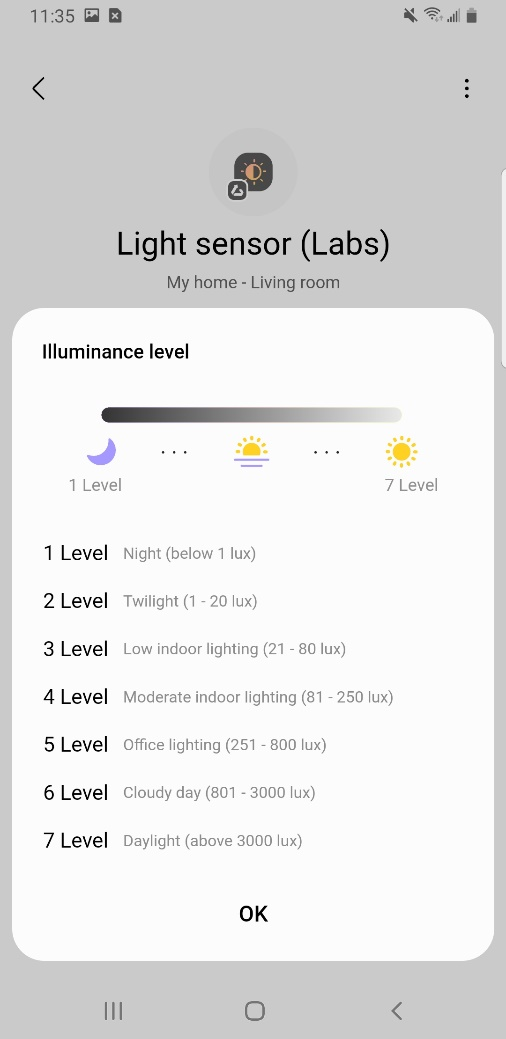 11:35
Light sensor (Labs)
My home - Living room
Illuminance level
1 Level 7 Level
1 Level Night (below 1 lux)
2 Level Twilight (1 - 20 lux)
3 Level Low indoor lighting (21 - 80 lux)
4 Level Moderate indoor lighting (81 - 250 lux)
5 Level Office lighting (251 - 800 lux)
6 Level Cloudy day (801 - 3000 lux)
7 Level Daylight (above 3000 lux)
OK